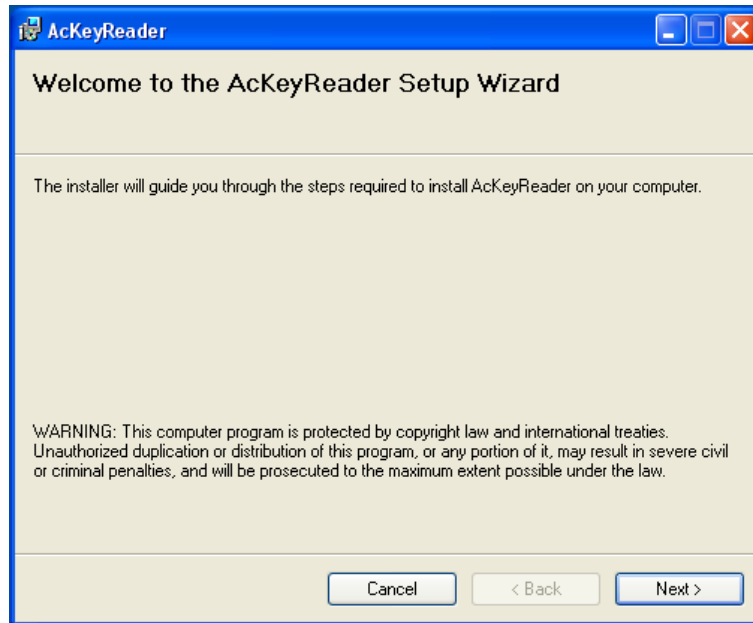 AcKeyReader
Welcome to the AcKeyReader Setup Wizard
The installer will guide you through the steps required to install AcKeyReader on your computer.
WARNING: This computer program is protected by copyright law and international treaties.
Unauthorized duplication or distribution of this program, or any portion of it, may result in severe civil
or criminal penalties, and will be prosecuted to the maximum extent possible under the law.
Cancel
< Back
Next >